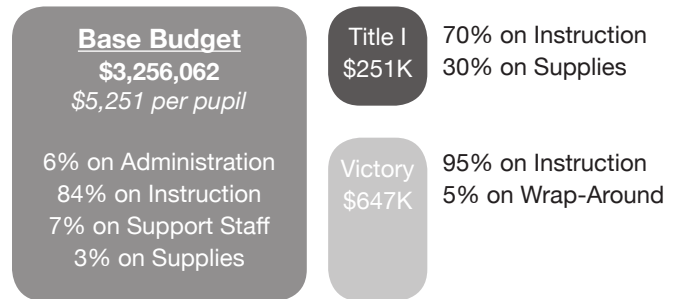 Base Budget
$3,256,062
$5,251 per pupil
6% on Administration
84% on Instruction
7% on Support Staff
3% on Supplies
Title I
$251K
70% on Instruction
30% on Supplies
Victory
$647K
95% on Instruction
5% on Wrap-Around